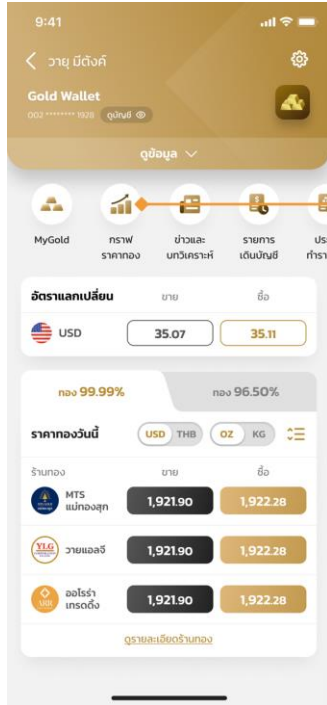 9:41
วายุ มีตังค์
Gold Wallet
002 ******** 1928 ดูบัญชี
ดูข้อมูล
MyGold
กราฟ
ราคาทอง
ข่าวและ
บทวิเคราะห์
รายการ
เดินบัญชี
ประ
ทำรา
อัตราแลกเปลี่ยน ขาย ซื้อ
USD 35.07 35.11
ทอง 99.99% ทอง 96.50%
ราคาทองวันนี้ USD THB OZ KG
ร้านทอง ขาย ซื้อ
MTS
แม่ทองสุก 1,921.90 1,922.28
YLG
วายแอลจี 1,921.90 1,922.28
ออโรร่า
เทรดดิ้ง 1,921.90 1,922.28
ดูรายละเอียดร้านทอง